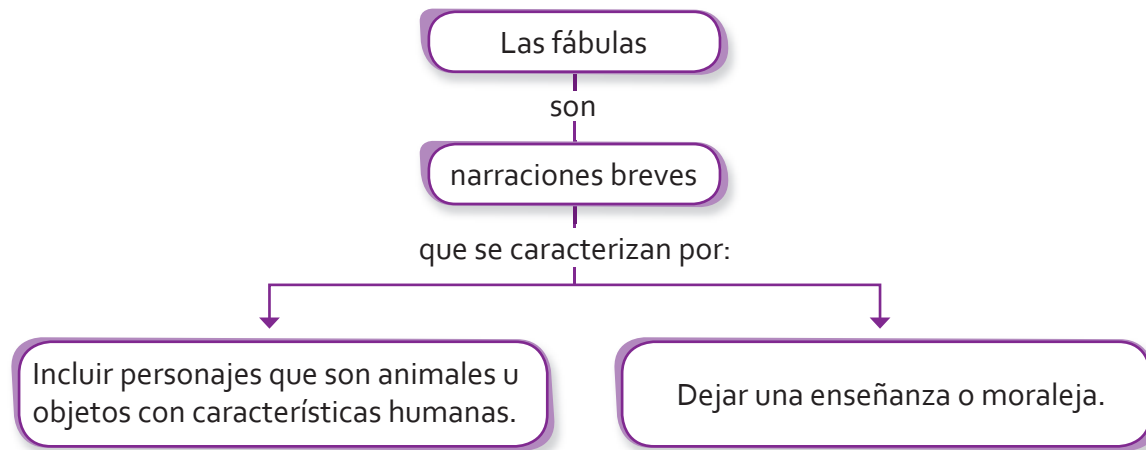 Las fábulas
son
narraciones breves
que se caracterizan por:
Incluir personajes que son animales u
objetos con características humanas.
Dejar una enseñanza o moraleja.